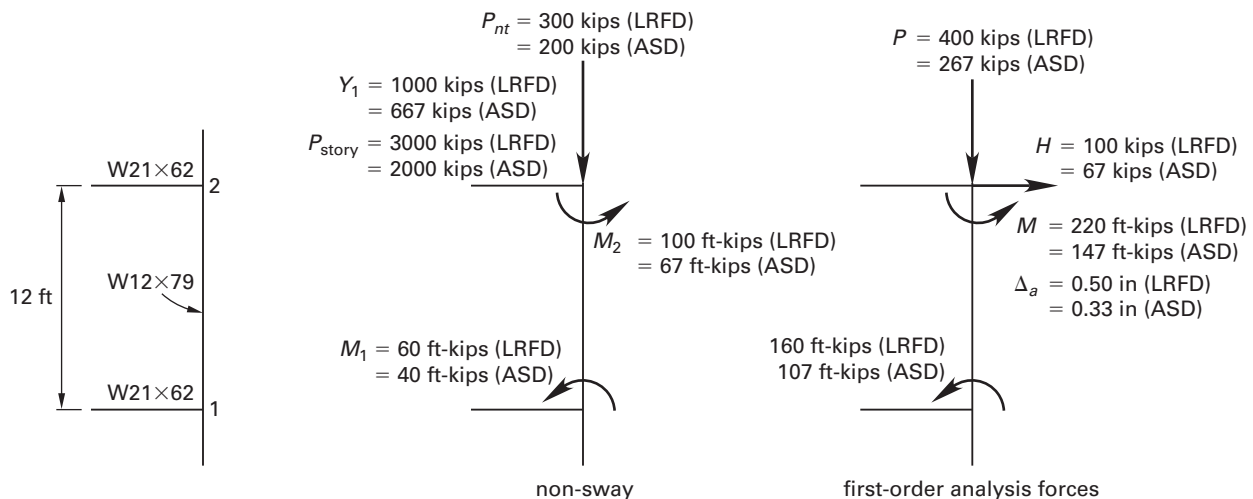 W21×62
2
12 ft
W12×79
W21×62
1
P_nt = 300 kips (LRFD)
= 200 kips (ASD)
Y_1 = 1000 kips (LRFD)
= 667 kips (ASD)
P_story = 3000 kips (LRFD)
= 2000 kips (ASD)
M_2 = 100 ft-kips (LRFD)
= 67 ft-kips (ASD)
M_1 = 60 ft-kips (LRFD)
= 40 ft-kips (ASD)
non-sway
P = 400 kips (LRFD)
= 267 kips (ASD)
H = 100 kips (LRFD)
= 67 kips (ASD)
M = 220 ft-kips (LRFD)
= 147 ft-kips (ASD)
Δ_a = 0.50 in (LRFD)
= 0.33 in (ASD)
160 ft-kips (LRFD)
107 ft-kips (ASD)
first-order analysis forces